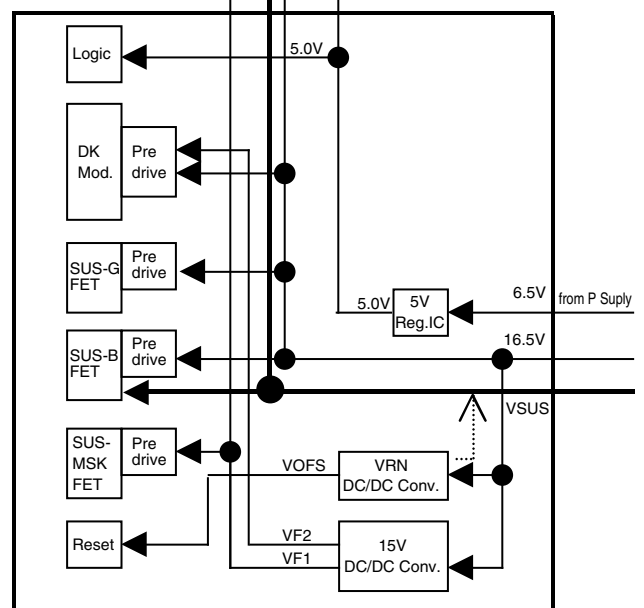 Logic
5.0V
DK
Mod.
Pre
drive
SUS-G
FET
Pre
drive
5.0V
5V
Reg.IC
6.5V
from P Suply
16.5V
SUS-B
FET
Pre
drive
VSUS
SUS-
MSK
FET
Pre
drive
VOFS
VRN
DC/DC Conv.
Reset
VF2
VF1
15V
DC/DC Conv.